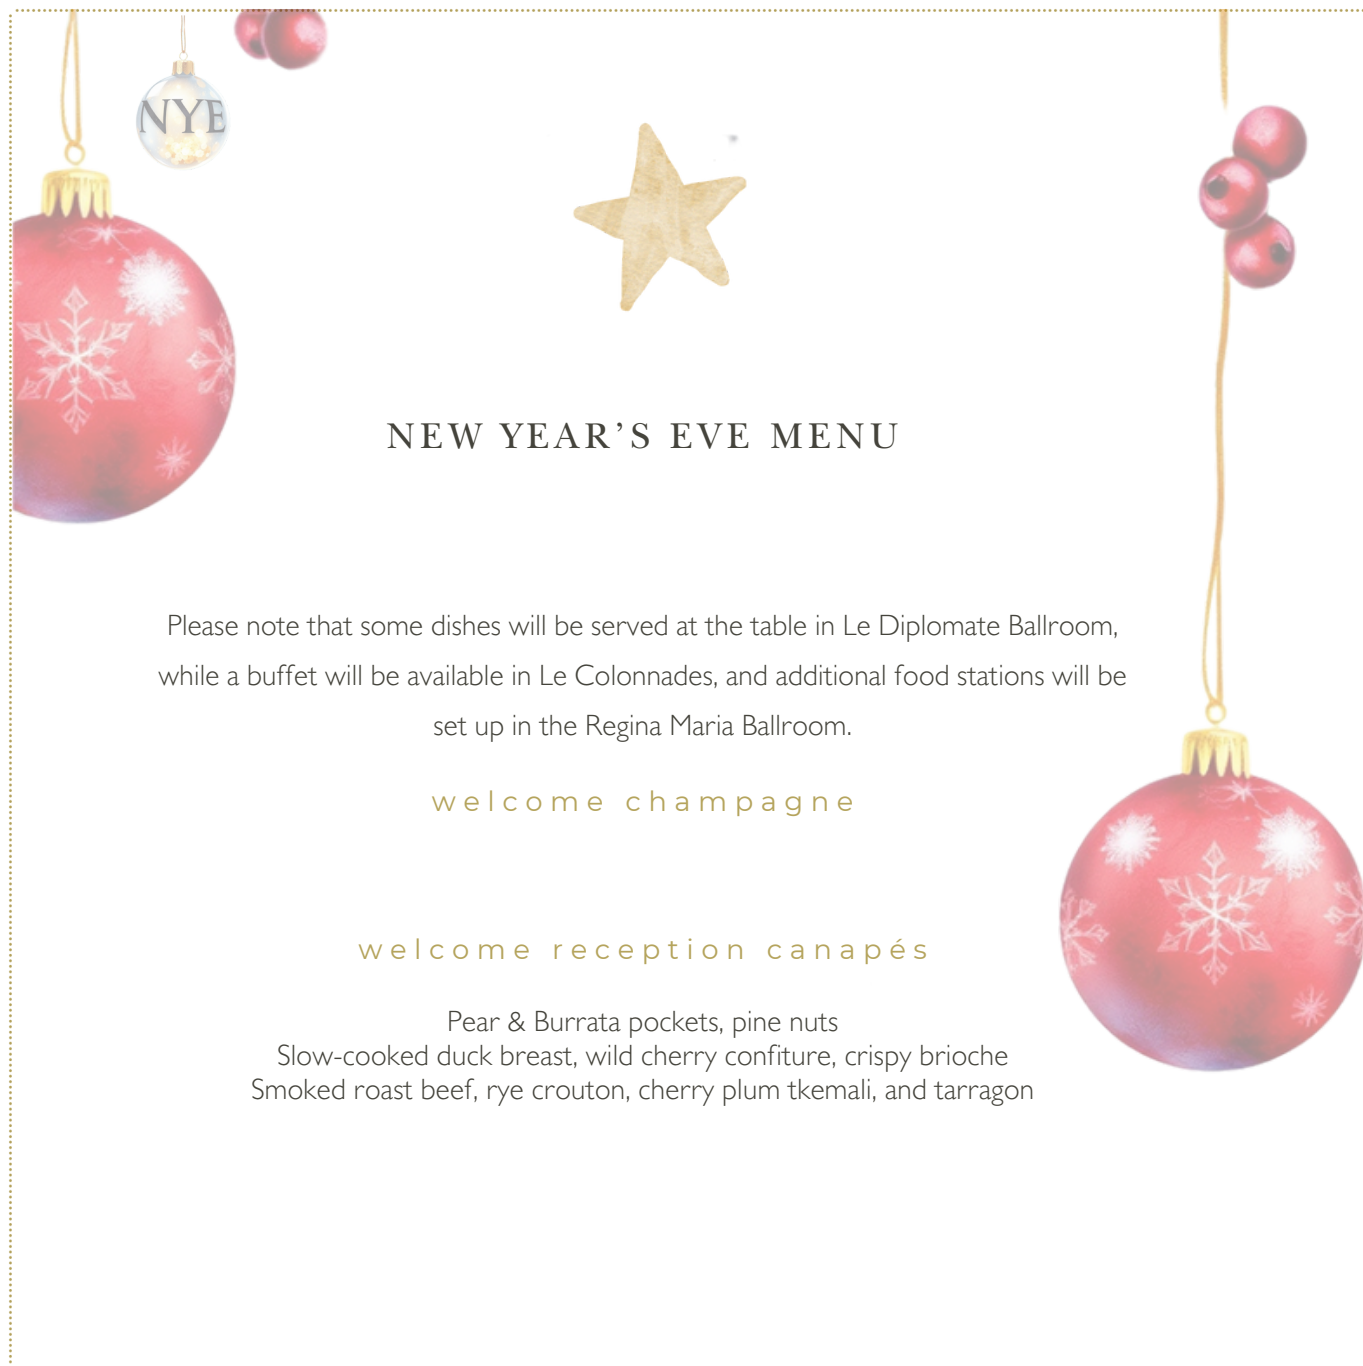 NYE
NEW YEAR’S EVE MENU
Please note that some dishes will be served at the table in Le Diplomate Ballroom,
while a buffet will be available in Le Colonnades, and additional food stations will be
set up in the Regina Maria Ballroom.
welcome champagne
welcome reception canapés
Pear & Burrata pockets, pine nuts
Slow-cooked duck breast, wild cherry confiture, crispy brioche
Smoked roast beef, rye crouton, cherry plum tkemali, and tarragon